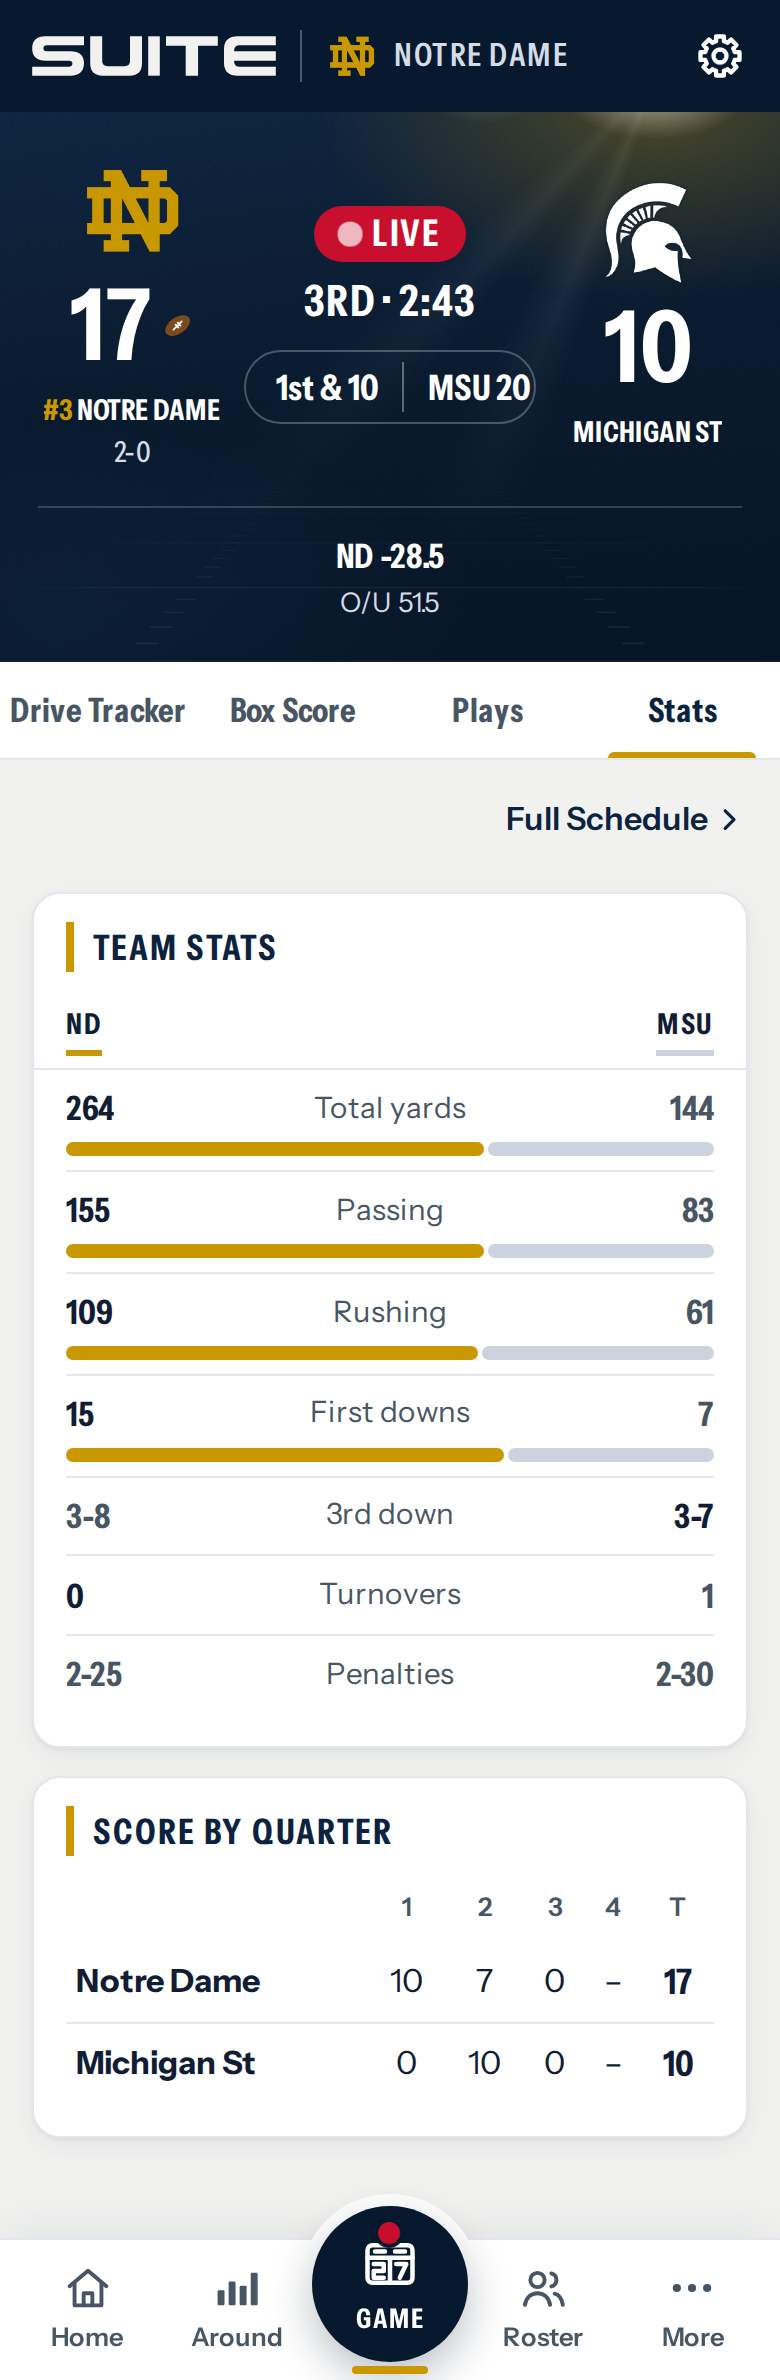 SUITE ND NOTRE DAME
ND
LIVE
17
3RD · 2:43
10
1st & 10 MSU 20
#3 NOTRE DAME
2-0
MICHIGAN ST
ND -28.5
O/U 51.5
Drive Tracker Box Score Plays Stats
Full Schedule
TEAM STATS
ND MSU
264 Total yards 144
155 Passing 83
109 Rushing 61
15 First downs 7
3-8 3rd down 3-7
0 Turnovers 1
2-25 Penalties 2-30
SCORE BY QUARTER
1 2 3 4 T
Notre Dame 10 7 0 – 17
Michigan St 0 10 0 – 10
27
Home Around GAME Roster More